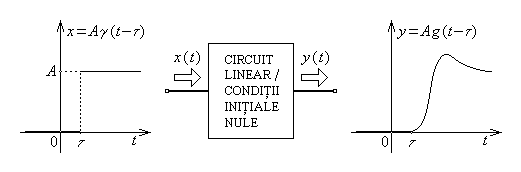 x=Aγ(t−τ)
A
0
τ
t
x(t)
CIRCUIT
LINEAR /
CONDIȚII
INIȚIALE
NULE
y(t)
y=Ag(t−τ)
0
τ
t